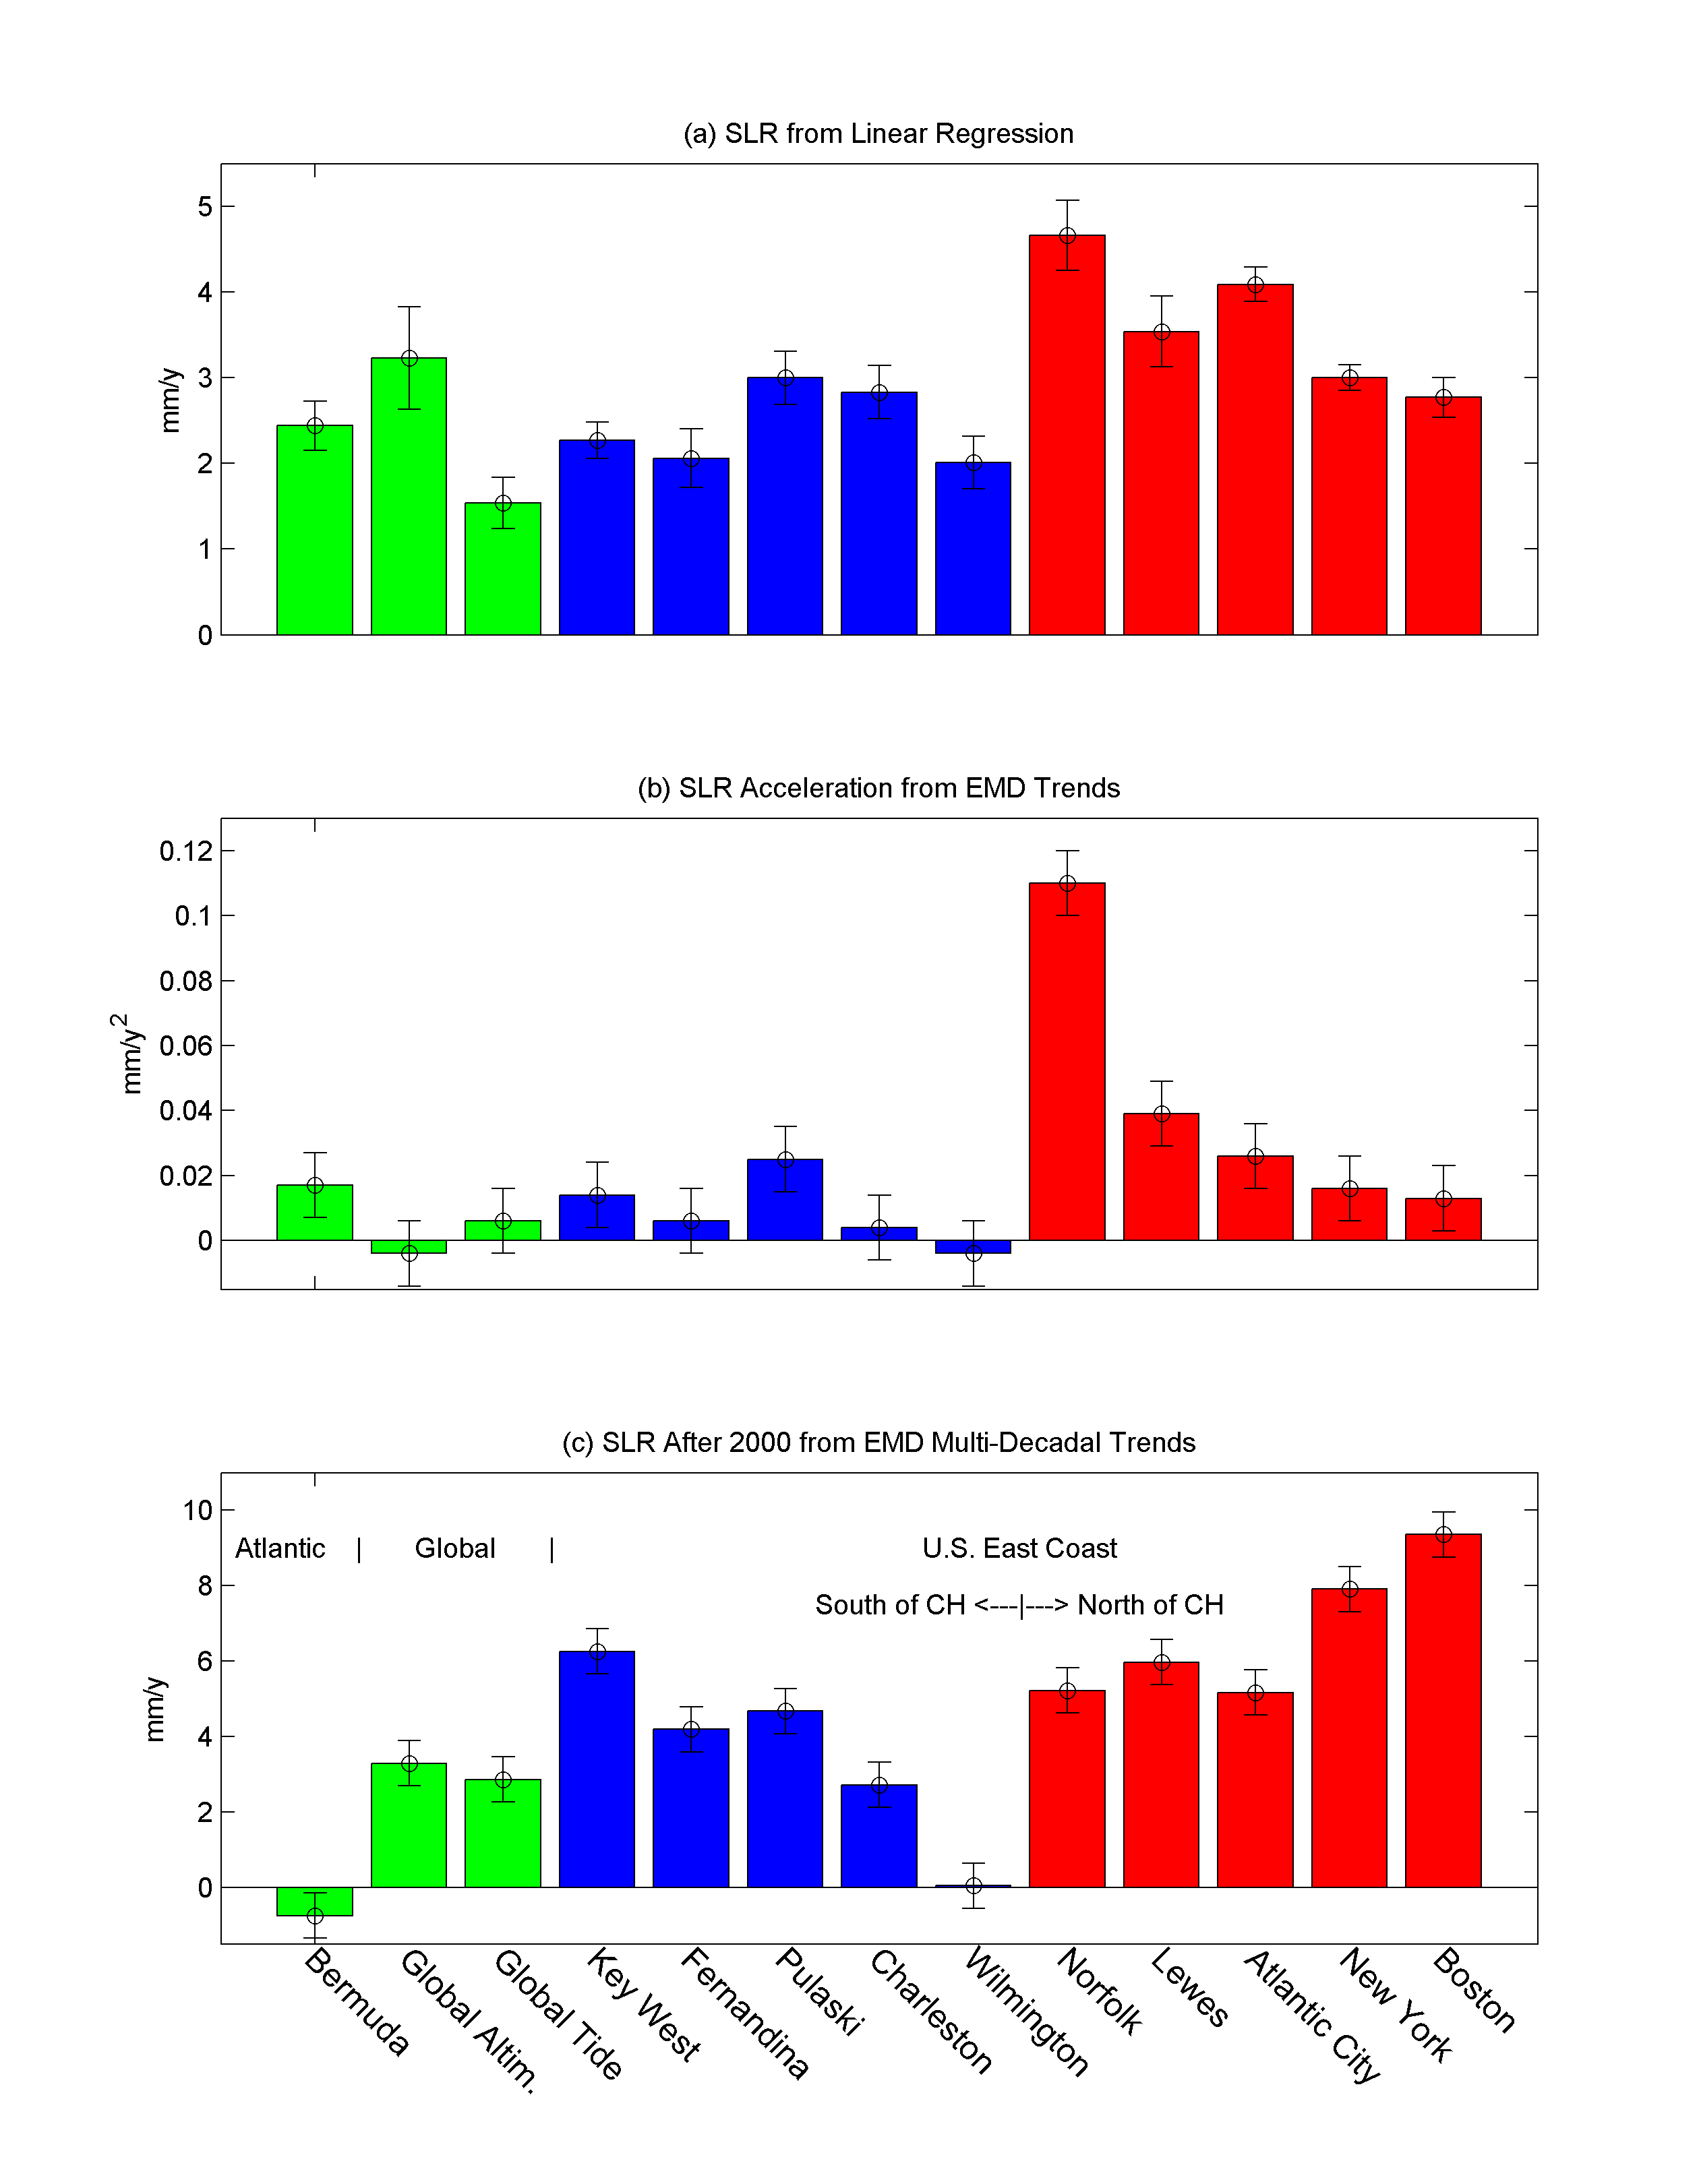 (a) SLR from Linear Regression
5
4
3
2
1
0
mm/y
(b) SLR Acceleration from EMD Trends
0.12
0.1
0.08
0.06
0.04
0.02
0
mm/y2
(c) SLR After 2000 from EMD Multi-Decadal Trends
10
8
6
4
2
0
mm/y
Atlantic | Global | U.S. East Coast
South of CH <---|---> North of CH
Bermuda
Global Altim.
Global Tide
Key West
Fernandina
Pulaski
Charleston
Wilmington
Norfolk
Lewes
Atlantic City
New York
Boston